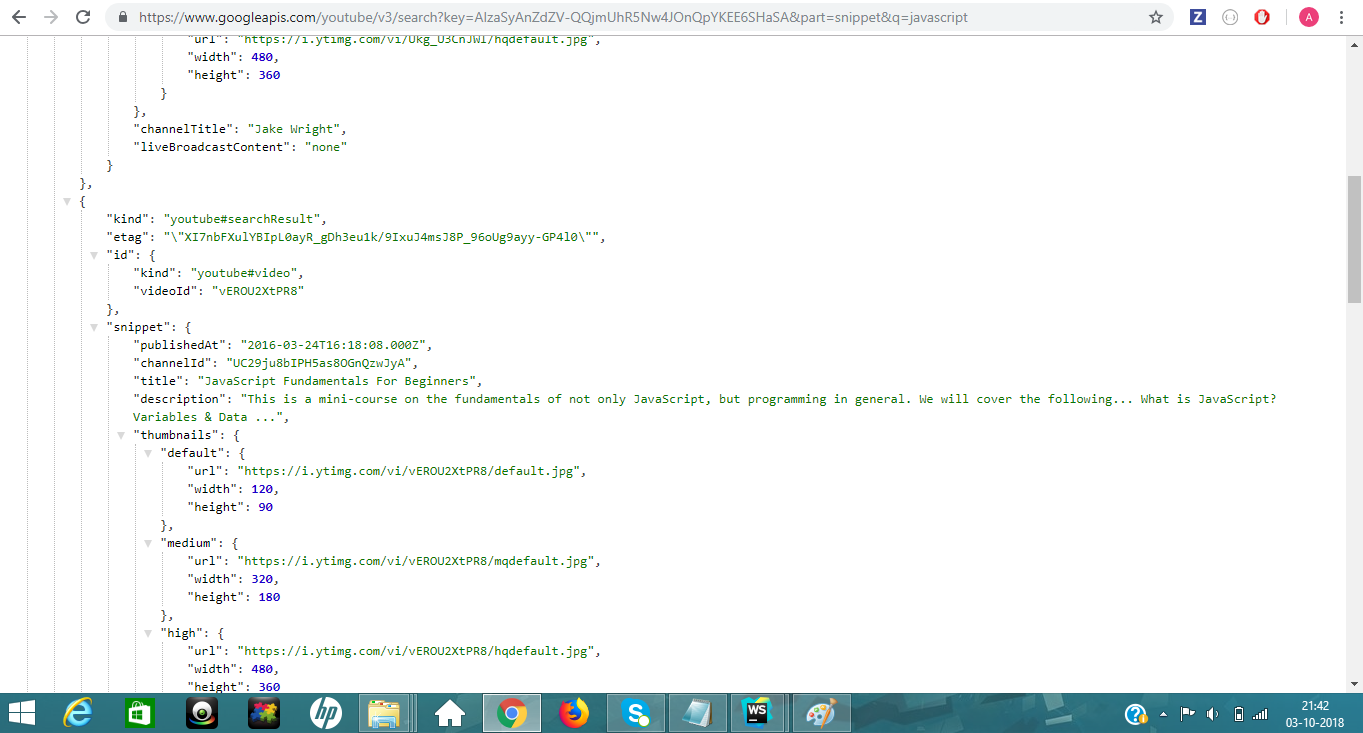 https://www.googleapis.com/youtube/v3/search?key=AIzaSyAnZdZV-QQjmUhR5Nw4JOnQpYKEE6SHaSA&part=snippet&q=javascript
Z
A
"url": "https://i.ytimg.com/vi/Ukg_U3CnJWI/hqdefault.jpg",
"width": 480,
"height": 360
}
},
"channelTitle": "Jake Wright",
"liveBroadcastContent": "none"
}
},
{
"kind": "youtube#searchResult",
"etag": "\"XI7nbFXulYBIpL0ayR_gDh3eu1k/9IxuJ4msJ8P_96oUg9ayy-GP4l0\"",
"id": {
"kind": "youtube#video",
"videoId": "vEROU2XtPR8"
},
"snippet": {
"publishedAt": "2016-03-24T16:18:08.000Z",
"channelId": "UC29ju8bIPH5as8OGnQzwJyA",
"title": "JavaScript Fundamentals For Beginners",
"description": "This is a mini-course on the fundamentals of not only JavaScript, but programming in general. We will cover the following... What is JavaScript?
Variables & Data ...",
"thumbnails": {
"default": {
"url": "https://i.ytimg.com/vi/vEROU2XtPR8/default.jpg",
"width": 120,
"height": 90
},
"medium": {
"url": "https://i.ytimg.com/vi/vEROU2XtPR8/mqdefault.jpg",
"width": 320,
"height": 180
},
"high": {
"url": "https://i.ytimg.com/vi/vEROU2XtPR8/hqdefault.jpg",
"width": 480,
"height": 360
hp
S
WS
21:42
03-10-2018